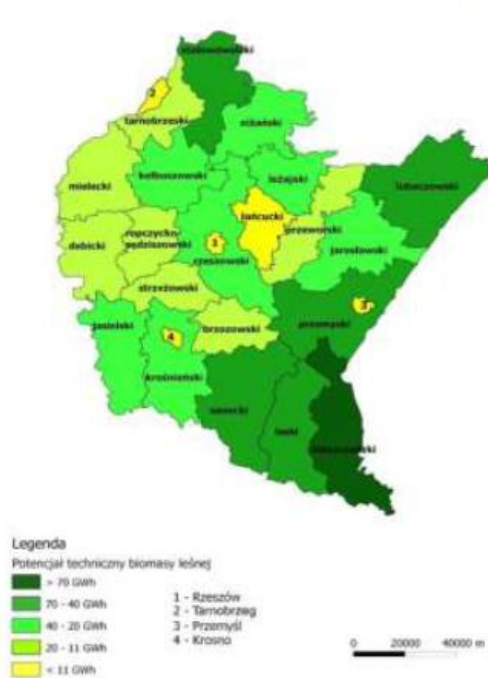 stalowowolski
2
tarnobrzeski
niżański
kolbuszowski
leżajski
lubaczowski
mielecki
łańcucki
dębicki
ropczycko-
sędziszowski
1
rzeszowski
przeworski
jarosławski
strzyżowski
3
jasielski
4
brzozowski
przemyski
krośnieński
sanocki
leski
bieszczadzki
Legenda
Potencjał techniczny biomasy leśnej
> 70 GWh
70 - 40 GWh
40 - 20 GWh
20 - 11 GWh
< 11 GWh
1 - Rzeszów
2 - Tarnobrzeg
3 - Przemyśl
4 - Krosno
0 20000 40000 m